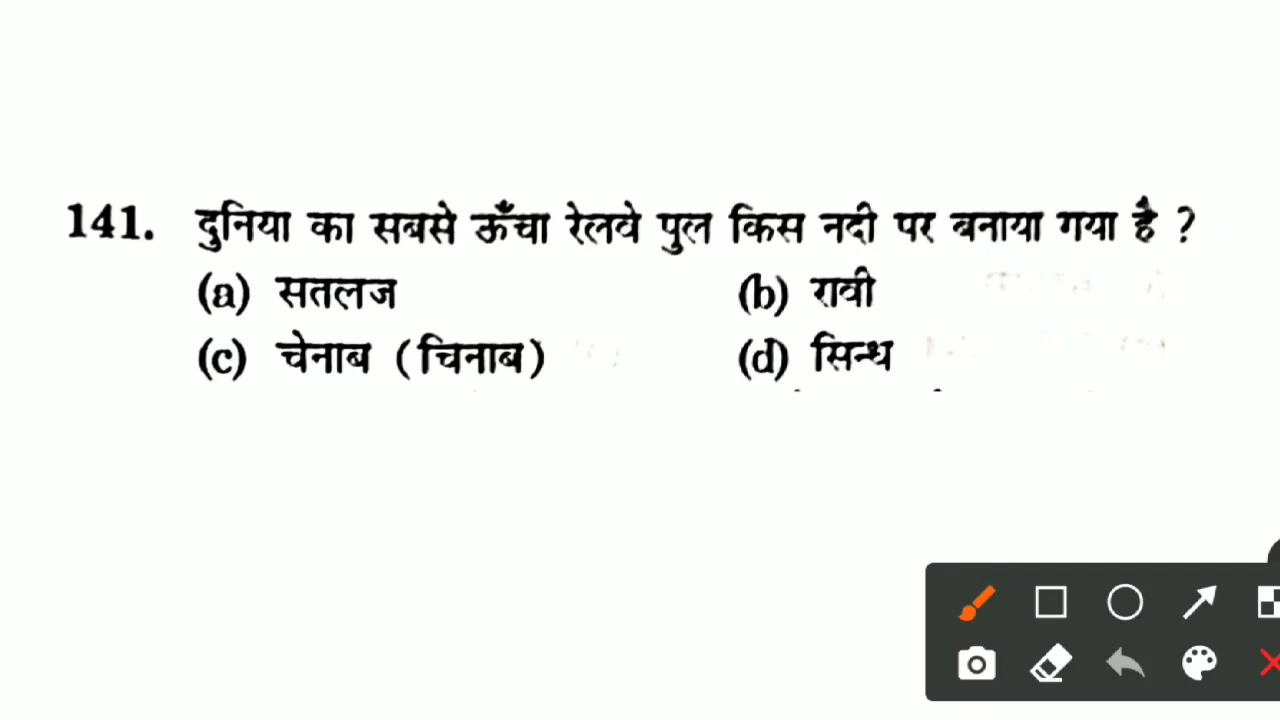 141. दुनिया का सबसे ऊँचा रेलवे पुल किस नदी पर बनाया गया है ?
(a) सतलज (b) रावी
(c) चेनाब (चिनाब) (d) सिन्ध